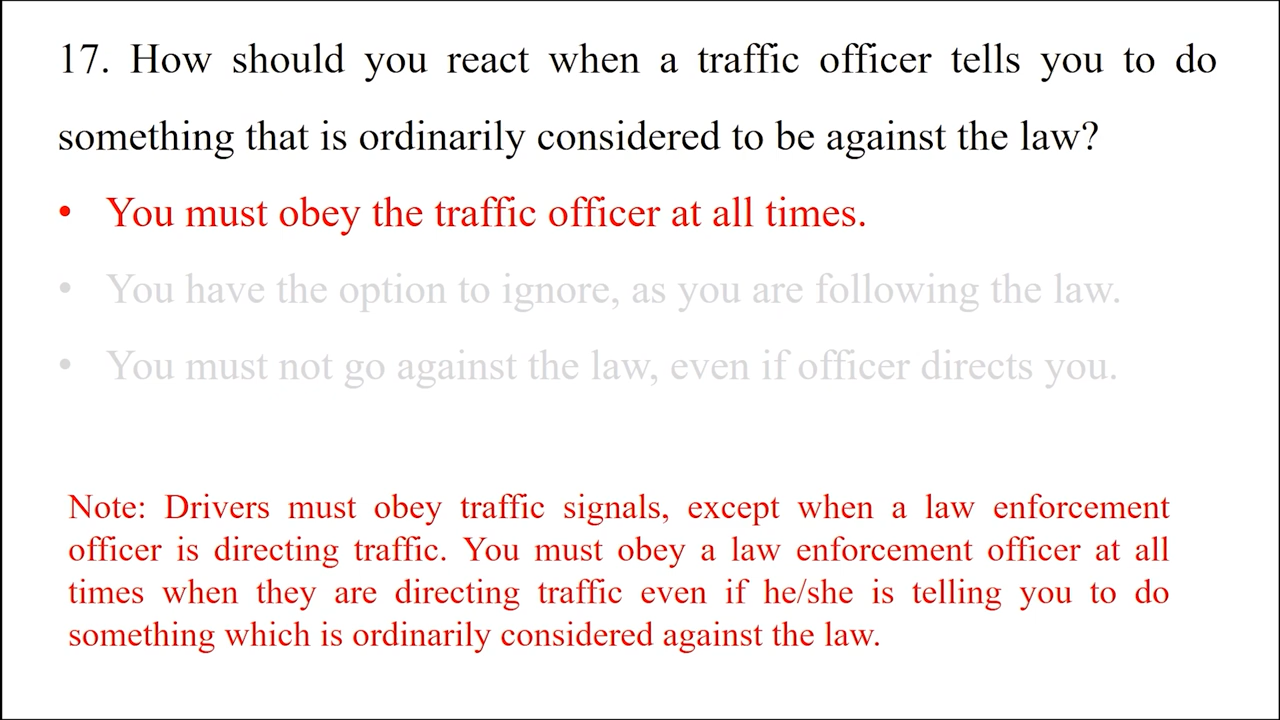 17. How should you react when a traffic officer tells you to do
something that is ordinarily considered to be against the law?
• You must obey the traffic officer at all times.
• You have the option to ignore, as you are following the law.
• You must not go against the law, even if officer directs you.
Note: Drivers must obey traffic signals, except when a law enforcement
officer is directing traffic. You must obey a law enforcement officer at all
times when they are directing traffic even if he/she is telling you to do
something which is ordinarily considered against the law.